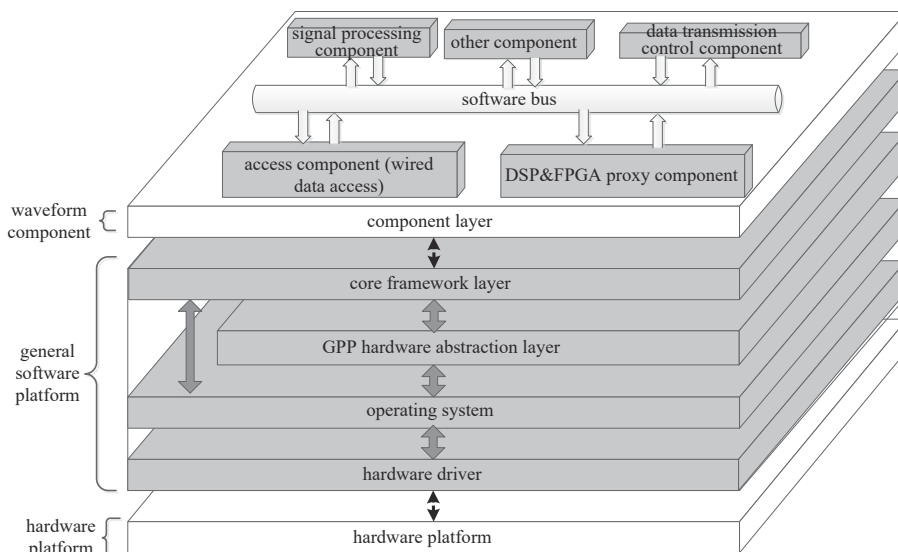 signal processing
component
other component
data transmission
control component
software bus
access component (wired
data access)
DSP&FPGA proxy component
waveform
component
component layer
core framework layer
GPP hardware abstraction layer
general
software
platform
operating system
hardware driver
hardware
platform
hardware platform